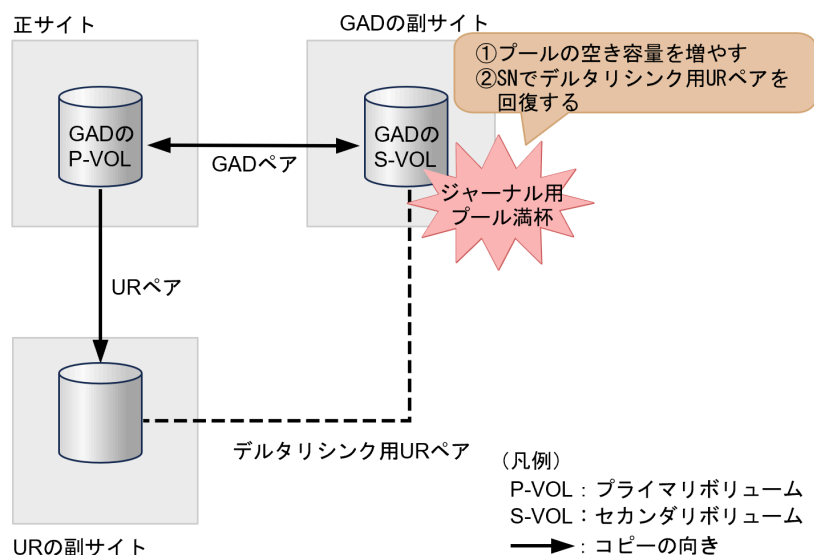 正サイト
GADの副サイト
①プールの空き容量を増やす
②SNでデルタリシンク用URペアを
回復する
GADの
P-VOL
GADペア
GADの
S-VOL
ジャーナル用
プール満杯
URペア
デルタリシンク用URペア
URの副サイト
(凡例)
P-VOL：プライマリボリューム
S-VOL：セカンダリボリューム
：コピーの向き